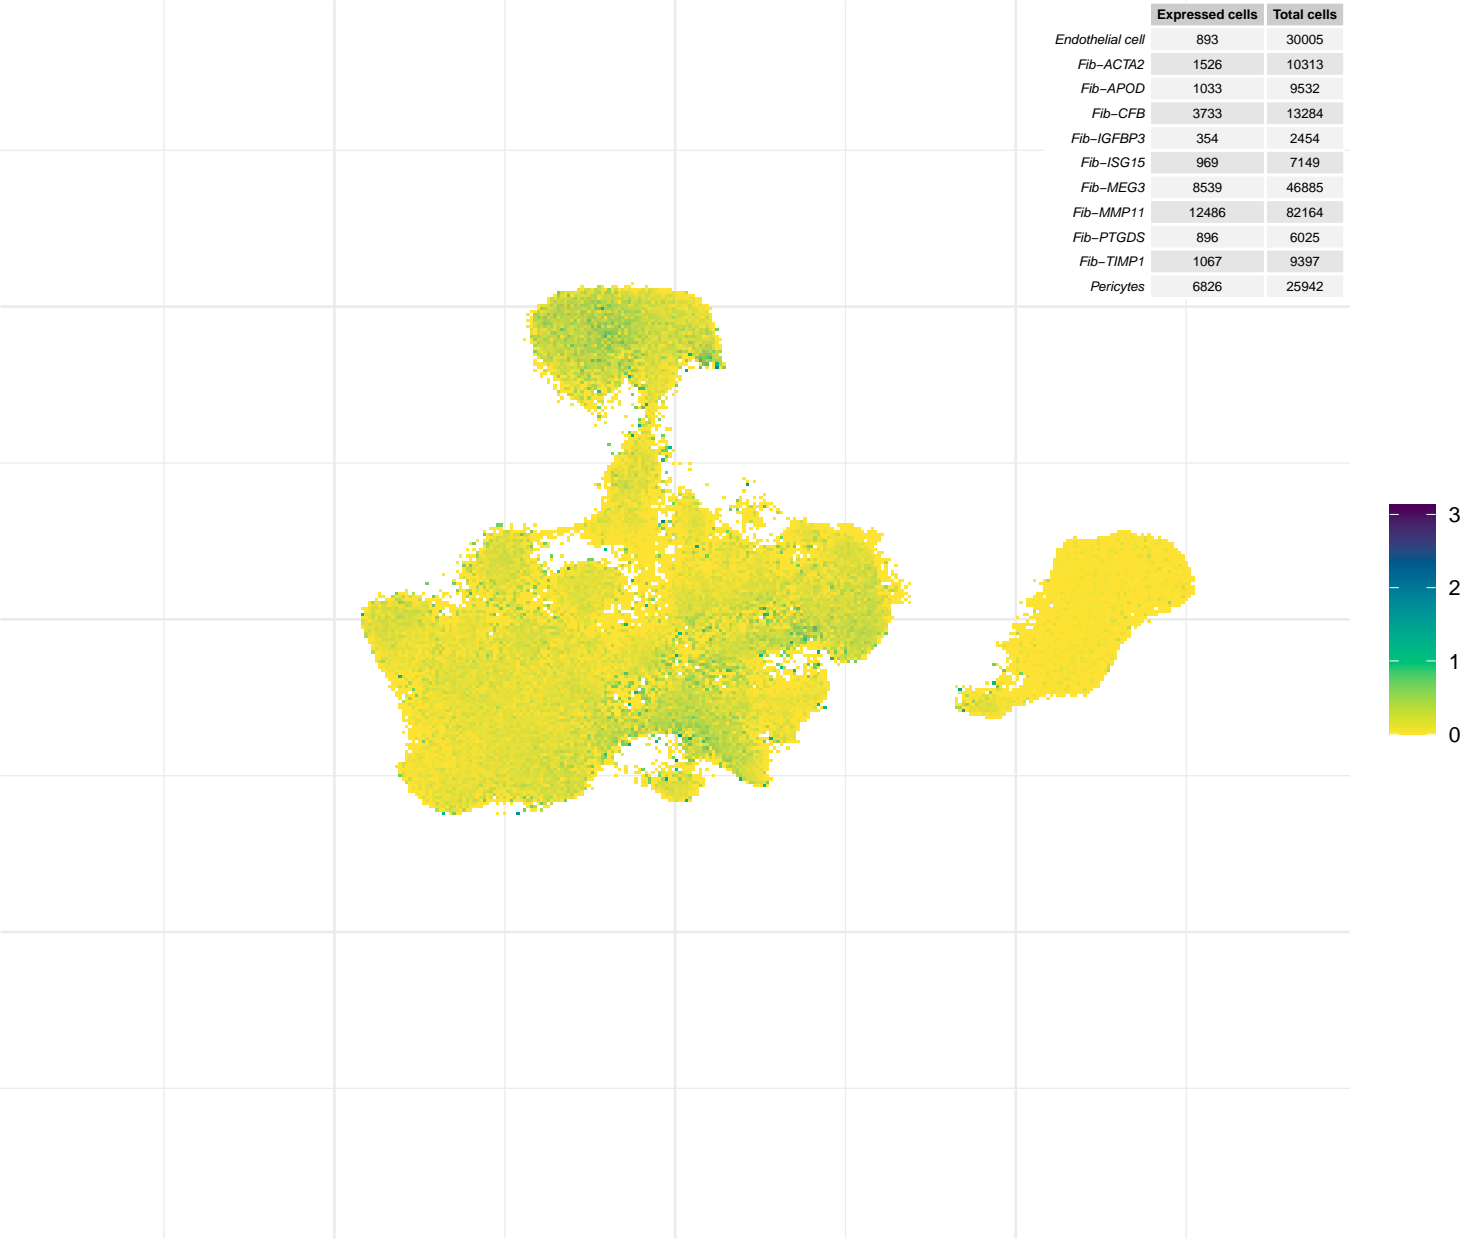 Expressed cells Total cells
Endothelial cell 893 30005
Fib−ACTA2 1526 10313
Fib−APOD 1033 9532
Fib−CFB 3733 13284
Fib−IGFBP3 354 2454
Fib−ISG15 969 7149
Fib−MEG3 8539 46885
Fib−MMP11 12486 82164
Fib−PTGDS 896 6025
Fib−TIMP1 1067 9397
Pericytes 6826 25942
3
2
1
0